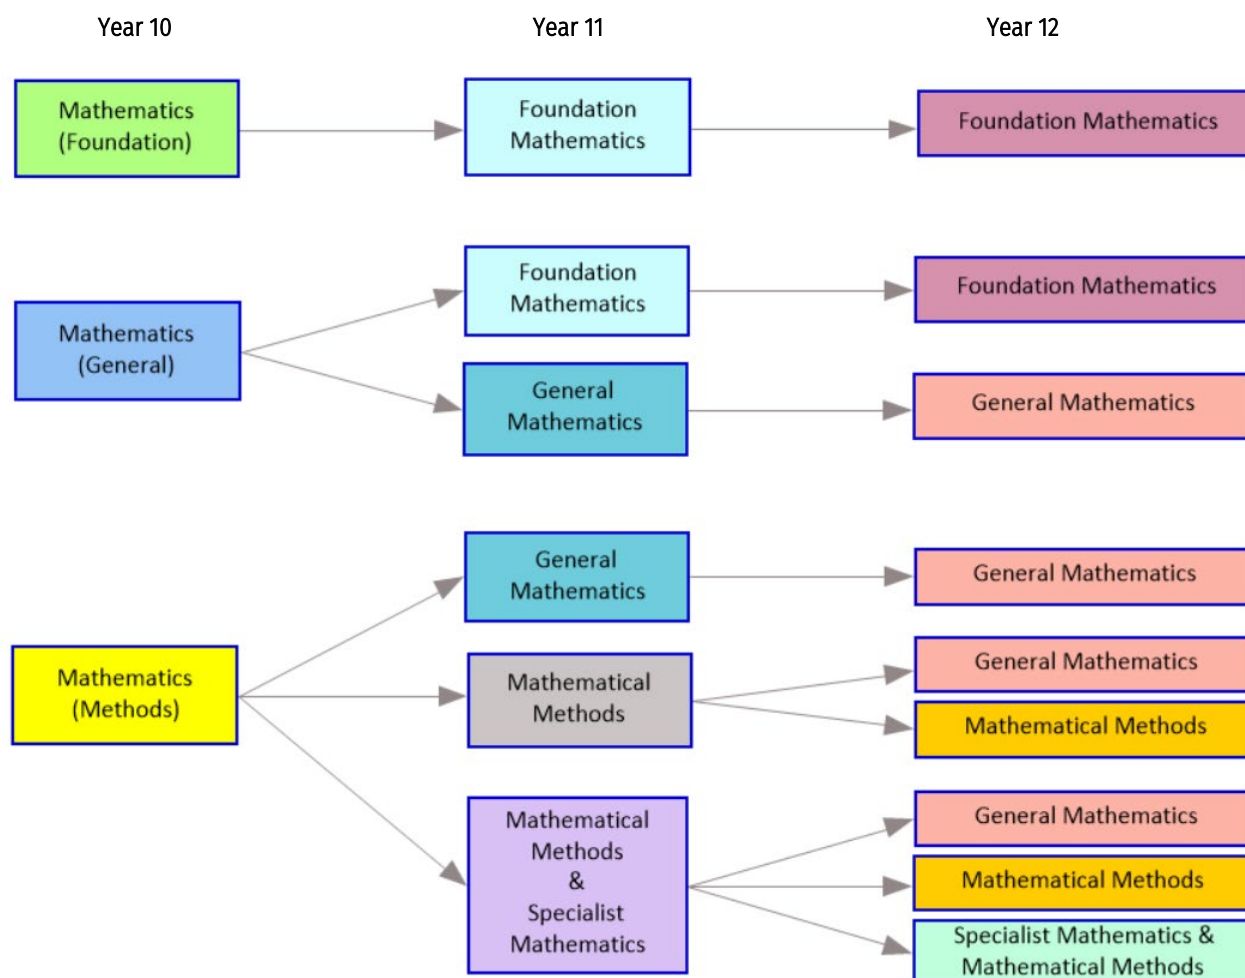 Year 10
Year 11
Year 12
Mathematics
(Foundation)
Foundation
Mathematics
Foundation Mathematics
Mathematics
(General)
Foundation
Mathematics
Foundation Mathematics
General
Mathematics
General Mathematics
Mathematics
(Methods)
General
Mathematics
General Mathematics
Mathematical
Methods
General Mathematics
Mathematical Methods
Mathematical
Methods
&
Specialist
Mathematics
General Mathematics
Mathematical Methods
Specialist Mathematics &
Mathematical Methods